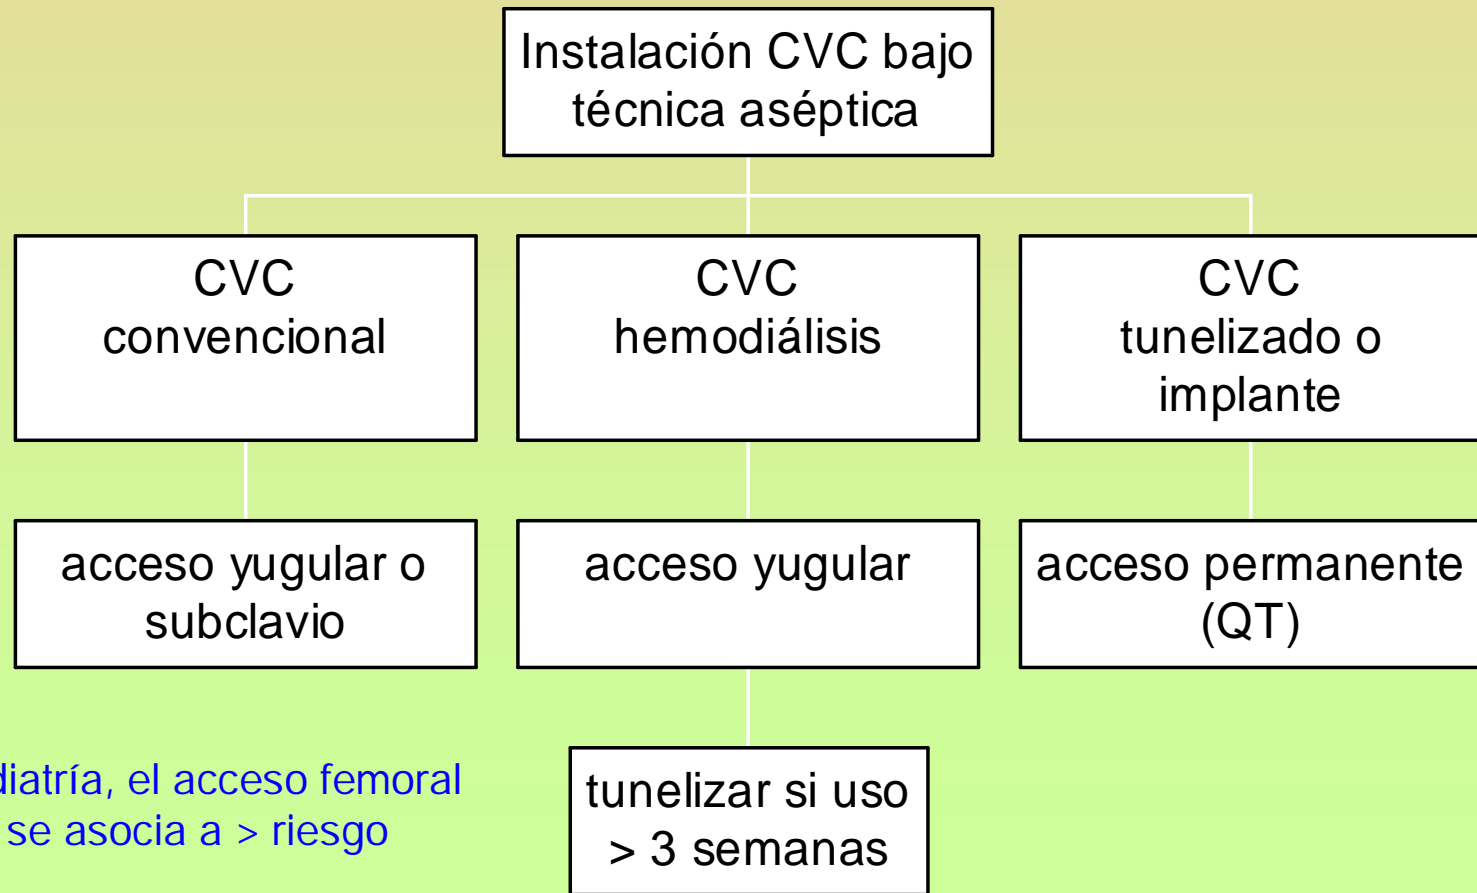 Instalación CVC bajo
técnica aséptica
CVC
convencional
CVC
hemodiálisis
CVC
tunelizado o
implante
acceso yugular o
subclavio
acceso yugular
acceso permanente
(QT)
el acceso femoral
se asocia a > riesgo
tunelizar si uso
> 3 semanas